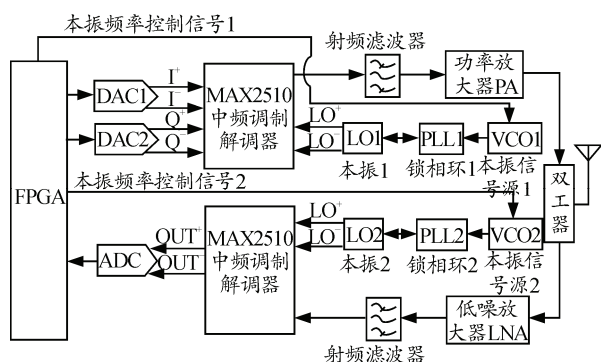 本振频率控制信号1
射频滤波器
功率放
大器PA
DAC1
I⁺
I⁻
DAC2
Q⁺
Q⁻
MAX2510
中频调制
解调器
LO⁺
LO⁻
LO1
PLL1
VCO1
本振1
锁相环1
本振信
号源1
双
工
器
FPGA
本振频率控制信号2
MAX2510
中频调制
解调器
LO⁺
LO⁻
LO2
PLL2
VCO2
本振2
锁相环2
本振信
号源2
ADC
OUT⁺
OUT⁻
低噪放
大器LNA
射频滤波器